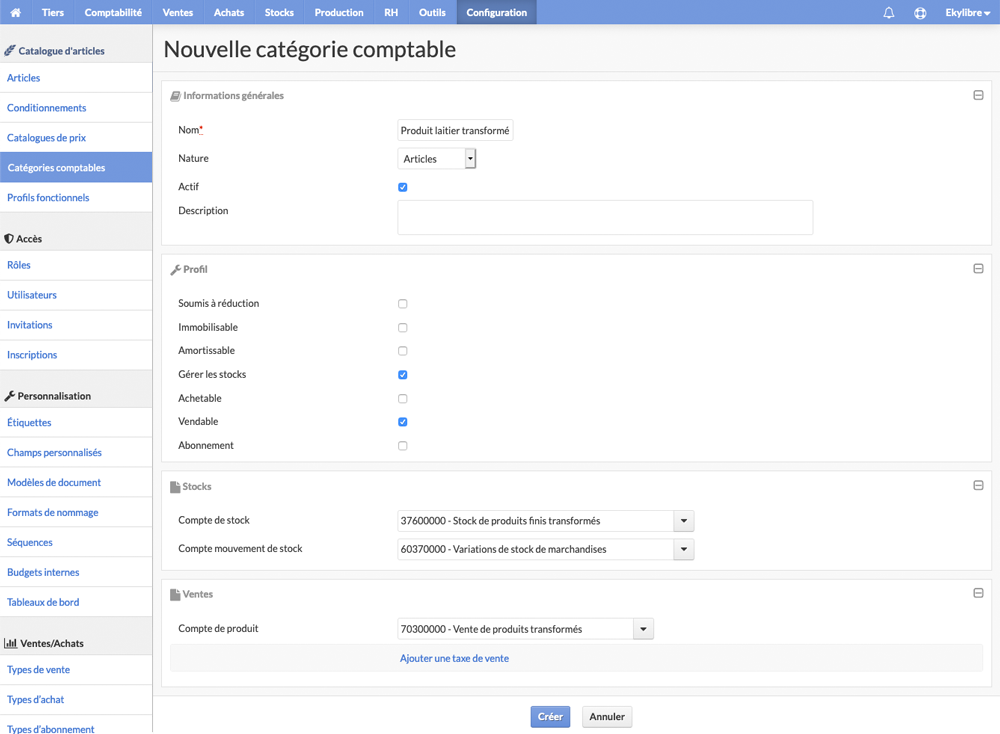 Tiers Comptabilité Ventes Achats Stocks Production RH Outils Configuration Ekylibre
Catalogue d'articles
Articles
Conditionnements
Catalogues de prix
Catégories comptables
Profils fonctionnels
Accès
Rôles
Utilisateurs
Invitations
Inscriptions
Personnalisation
Étiquettes
Champs personnalisés
Modèles de document
Formats de nommage
Séquences
Budgets internes
Tableaux de bord
Ventes/Achats
Types de vente
Types d'achat
Types d'abonnement
Nouvelle catégorie comptable
Informations générales
Nom* Produit laitier transformé
Nature Articles
Actif
Description
Profil
Soumis à réduction
Immobilisable
Amortissable
Gérer les stocks
Achetable
Vendable
Abonnement
Stocks
Compte de stock 37600000 - Stock de produits finis transformés
Compte mouvement de stock 60370000 - Variations de stock de marchandises
Ventes
Compte de produit 70300000 - Vente de produits transformés
Ajouter une taxe de vente
Créer Annuler